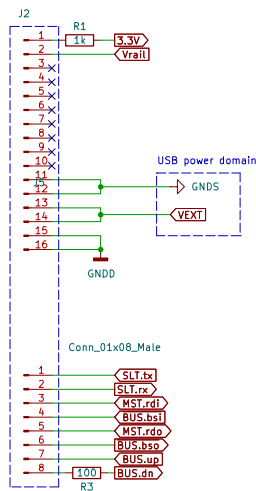 J2
R1
1 1k 3.3V
2 Vrail
3
4
5
6
7
8
9
10
USB power domain
11
J5
12 GNDS
13
14 VEXT
15
16
GNDD
Conn_01x08_Male
1 SLT.tx
2 SLT.rx
3 MST.rdi
4 BUS.bsi
5 MST.rdo
6 BUS.bso
7 BUS.up
8 100 BUS.dn
R3